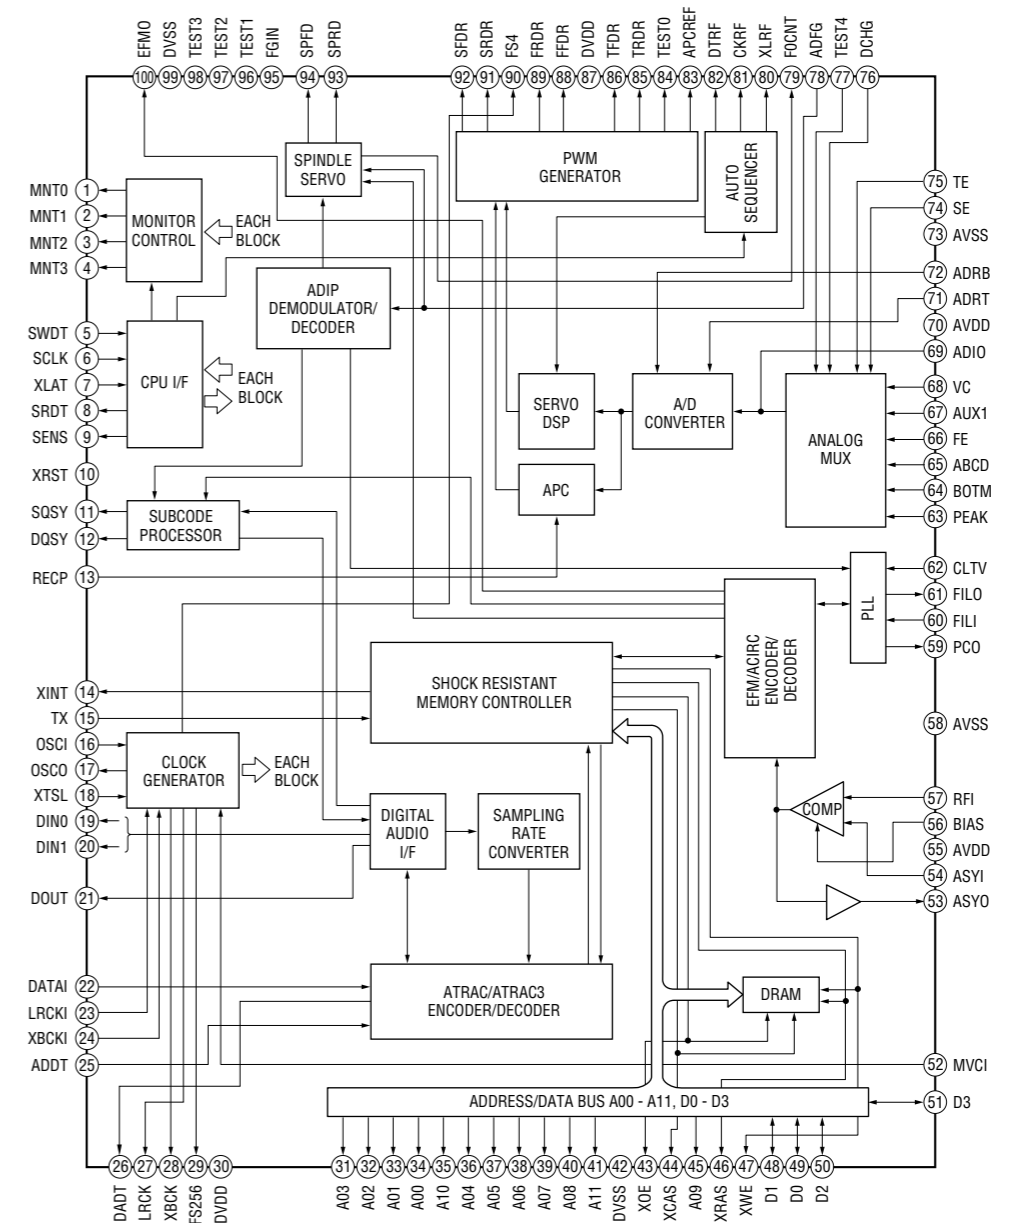 EFMO
DVSS
TEST3
TEST2
TEST1
FGIN
SPFD
SPRD
SFDR
SRDR
FS4
FRDR
FFDR
DVDD
TFDR
TRDR
TEST0
APCREF
DTRF
CKRF
XLRF
F0CNT
ADFG
TEST4
DCHG
100
99
98
97
96
95
94
93
92
91
90
89
88
87
86
85
84
83
82
81
80
79
78
77
76
MNT0 1
MNT1 2
MNT2 3
MNT3 4
SWDT 5
SCLK 6
XLAT 7
SRDT 8
SENS 9
XRST 10
SQSY 11
DQSY 12
RECP 13
XINT 14
TX 15
OSCI 16
OSCO 17
XTSL 18
DIN0 19
DIN1 20
DOUT 21
DATAI 22
LRCKI 23
XBCKI 24
ADDT 25
SPINDLE
SERVO
PWM
GENERATOR
AUTO
SEQUENCER
MONITOR
CONTROL
EACH
BLOCK
ADIP
DEMODULATOR/
DECODER
CPU I/F
EACH
BLOCK
SERVO
DSP
A/D
CONVERTER
ANALOG
MUX
APC
SUBCODE
PROCESSOR
PLL
EFM/ACIRC
ENCODER/
DECODER
SHOCK RESISTANT
MEMORY CONTROLLER
CLOCK
GENERATOR
EACH
BLOCK
DIGITAL
AUDIO
I/F
SAMPLING
RATE
CONVERTER
COMP
ATRAC/ATRAC3
ENCODER/DECODER
DRAM
ADDRESS/DATA BUS A00 - A11, D0 - D3
75 TE
74 SE
73 AVSS
72 ADRB
71 ADRT
70 AVDD
69 ADIO
68 VC
67 AUX1
66 FE
65 ABCD
64 BOTM
63 PEAK
62 CLTV
61 FILO
60 FILI
59 PCO
58 AVSS
57 RFI
56 BIAS
55 AVDD
54 ASYI
53 ASYO
52 MVCI
51 D3
26
27
28
29
30
31
32
33
34
35
36
37
38
39
40
41
42
43
44
45
46
47
48
49
50
DADT
LRCK
XBCK
FS256
DVDD
A03
A02
A01
A00
A10
A04
A05
A06
A07
A08
A11
DVSS
XOE
XCAS
A09
XRAS
XWE
D1
D0
D2